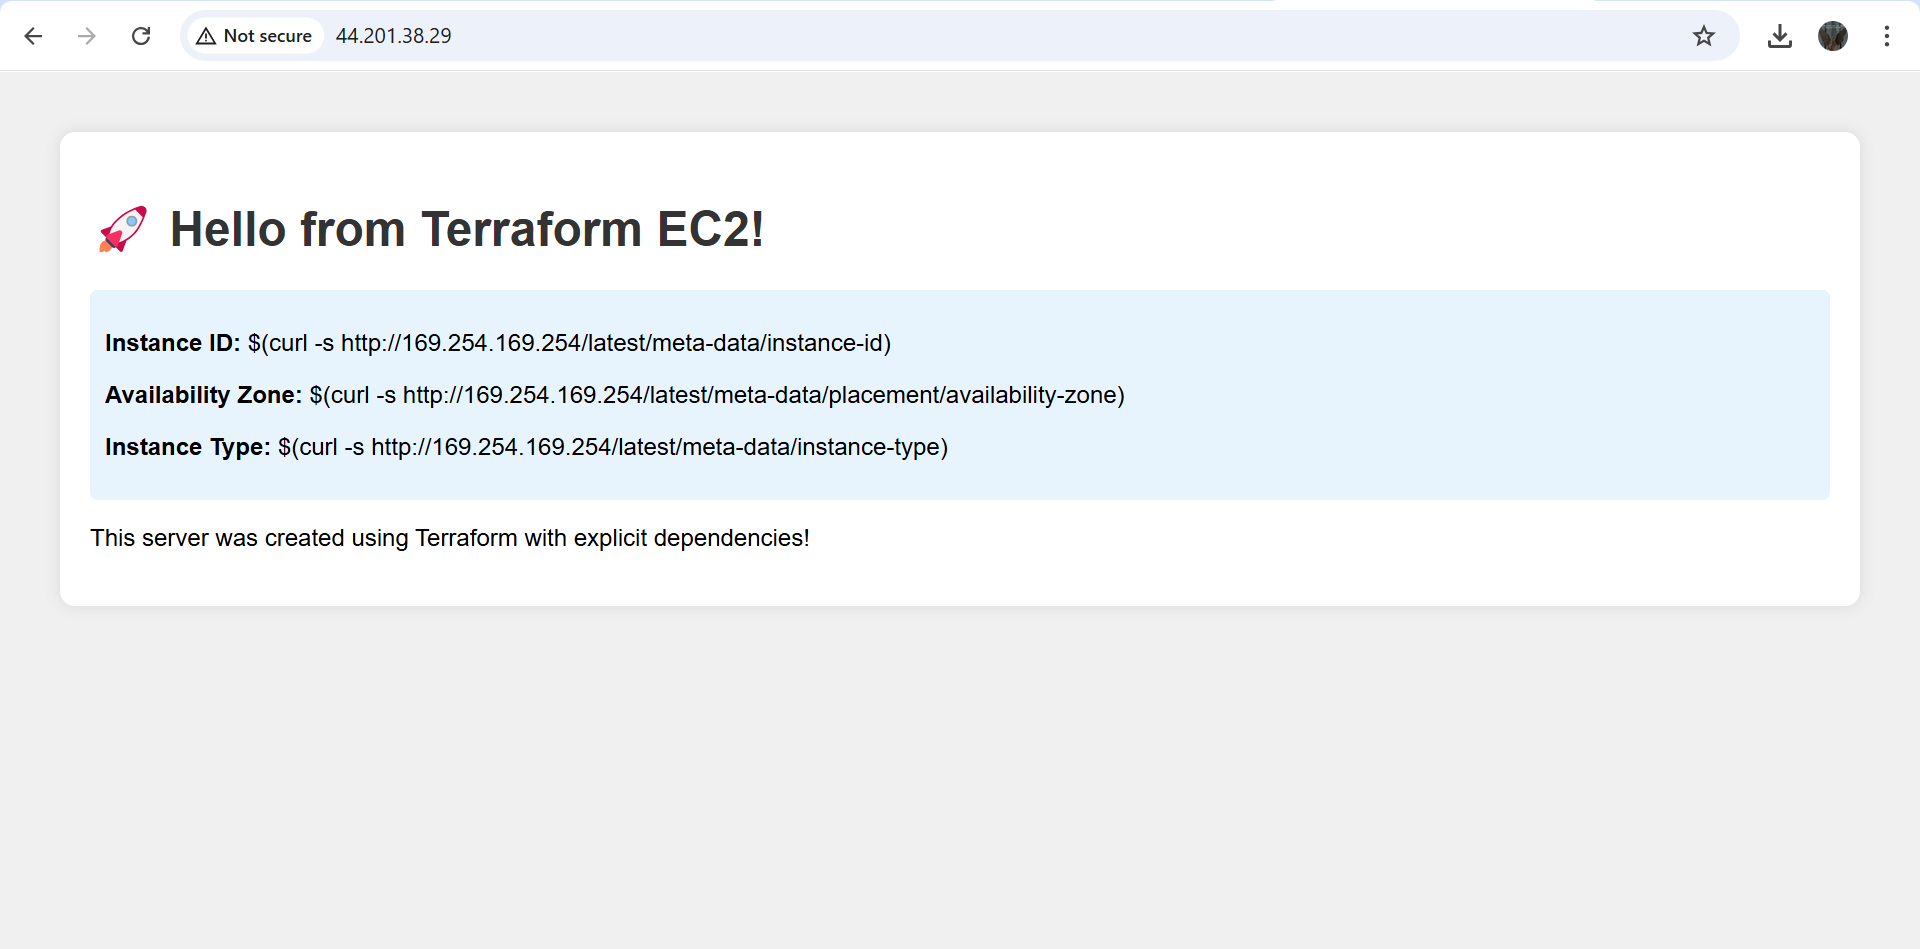 Not secure 44.201.38.29
🚀 Hello from Terraform EC2!
Instance ID: $(curl -s http://169.254.169.254/latest/meta-data/instance-id)
Availability Zone: $(curl -s http://169.254.169.254/latest/meta-data/placement/availability-zone)
Instance Type: $(curl -s http://169.254.169.254/latest/meta-data/instance-type)
This server was created using Terraform with explicit dependencies!